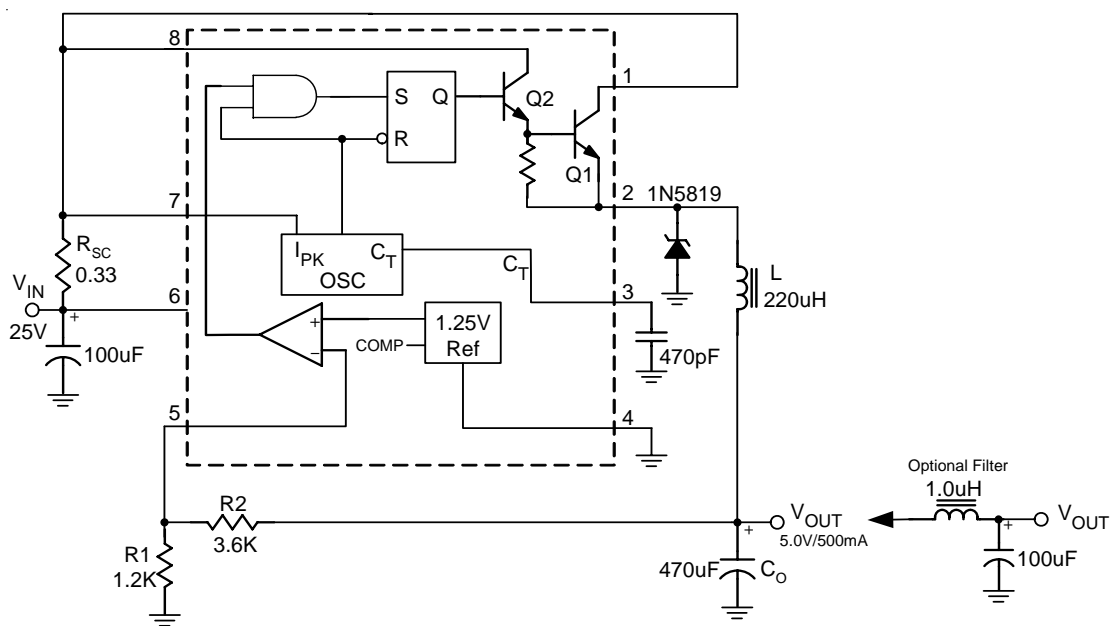 8
1
S Q
Q2
R
Q1
7
2
1N5819
R_SC
0.33
I_PK C_T
OSC
C_T
L
220uH
V_IN
25V
6
3
+
100uF
+
−
COMP
1.25V
Ref
470pF
5
4
R2
3.6K
R1
1.2K
+
V_OUT
5.0V/500mA
470uF C_O
Optional Filter
1.0uH
+
V_OUT
100uF